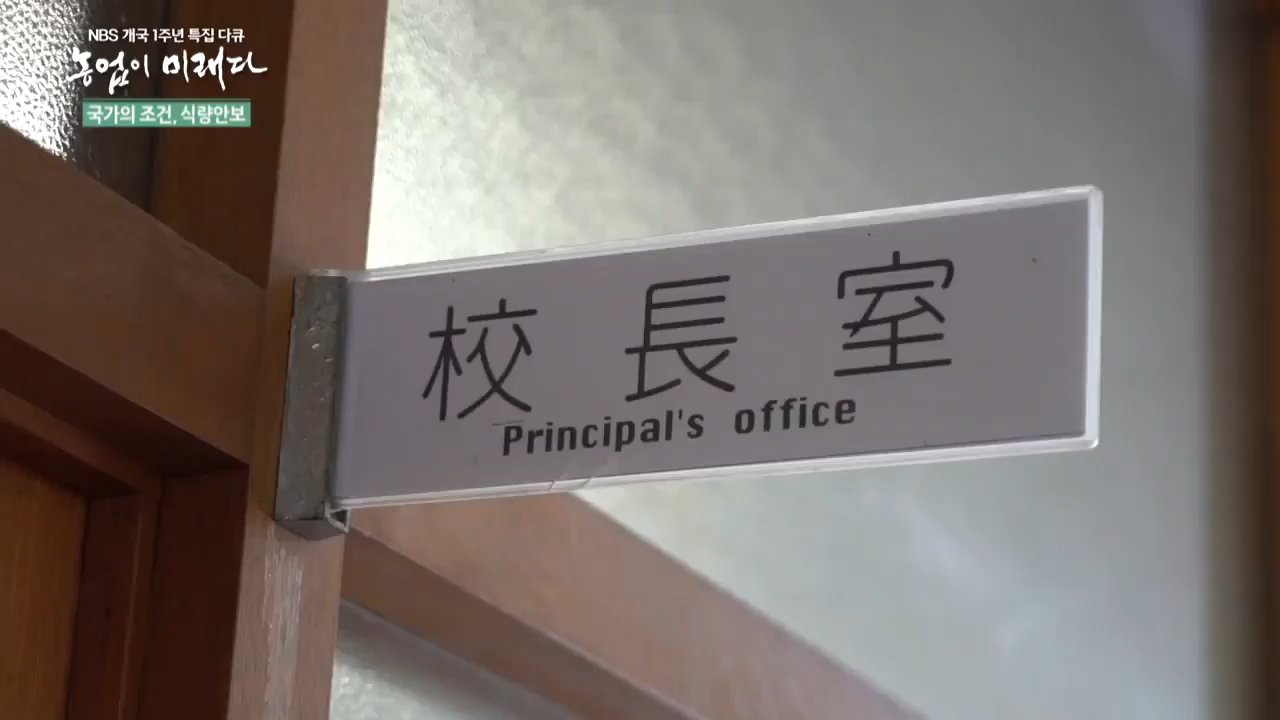 NBS 개국 1주년 특집 다큐
농업이 미래다
국가의 조건, 식량안보
校長室
Principal's office